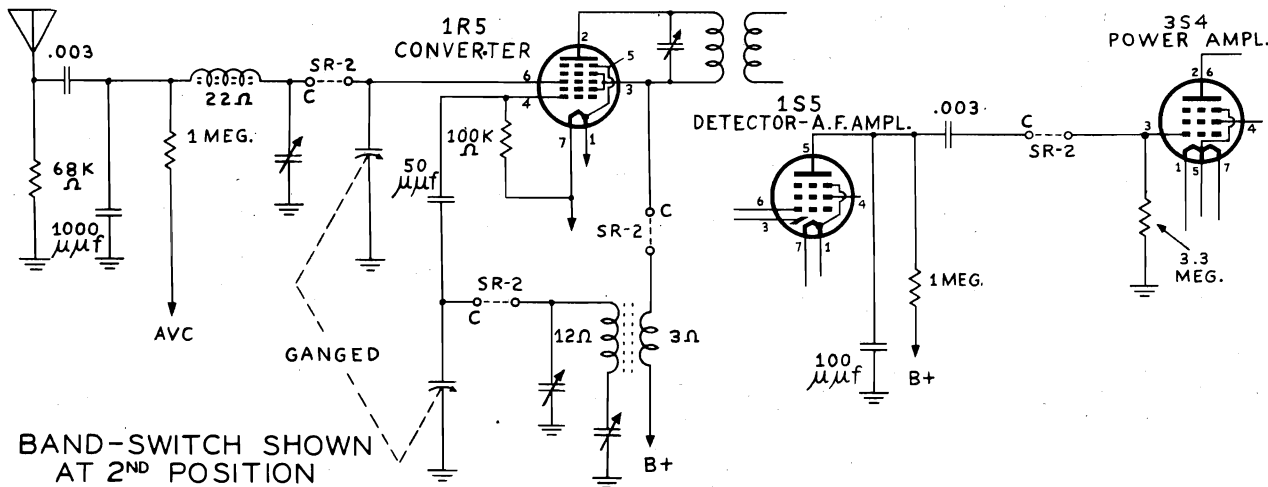 .003
68K
Ω
1000
μμf
1 MEG.
AVC
22Ω
SR-2
C
GANGED
BAND-SWITCH SHOWN
AT 2ND POSITION
1R5
CONVERTER
2
5
6
3
4
7
1
100K
Ω
50
μμf
SR-2
C
12Ω
3Ω
C
SR-2
B+
1S5
DETECTOR-A.F. AMPL.
5
6
4
3
7
1
100
μμf
1 MEG.
B+
.003
C
SR-2
3S4
POWER AMPL.
2
6
3
4
1
5
7
3.3
MEG.